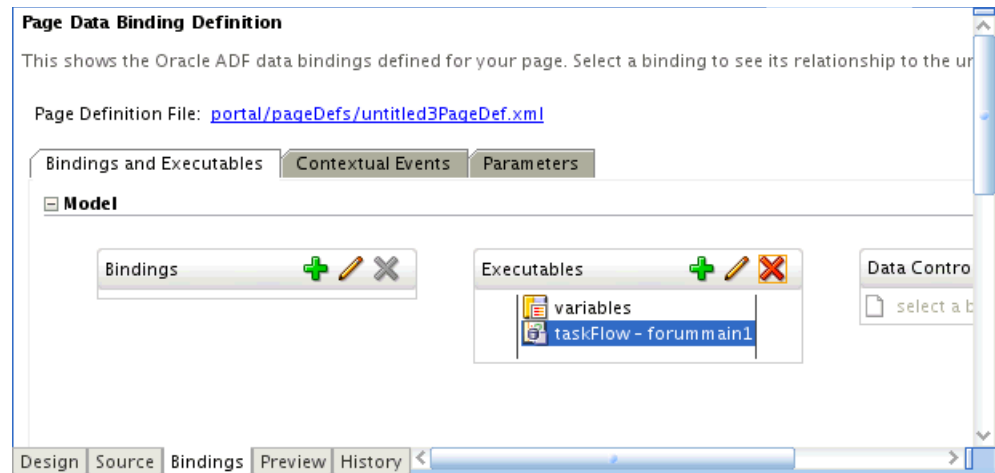 Page Data Binding Definition
This shows the Oracle ADF data bindings defined for your page. Select a binding to see its relationship to the
Page Definition File: portal/pageDefs/untitled3PageDef.xml
Bindings and Executables Contextual Events Parameters
Model
Bindings Executables Data Contro
variables select a b
taskFlow - forummain1
Design Source Bindings Preview History